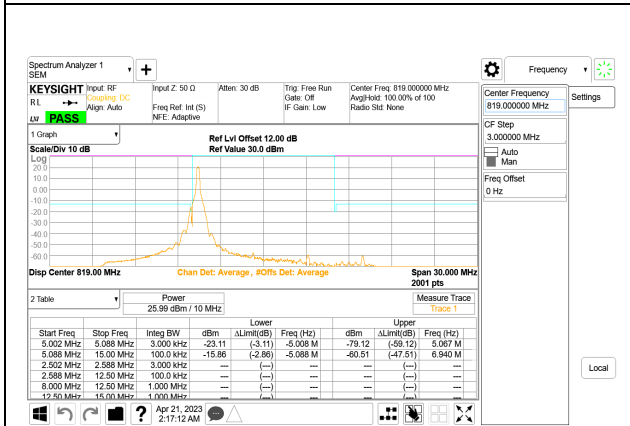 Spectrum Analyzer 1
SEM
Frequency
KEYSIGHT Input: RF Input Z: 50 Ω Atten: 30 dB Trig: Free Run Center Freq: 819.000000 MHz
RL Coupling: DC Gate: Off Avg|Hold: 100.00% of 100
Align: Auto Freq Ref: Int (S) IF Gain: Low Radio Std: None
LXI PASS NFE: Adaptive
Center Frequency
819.000000 MHz
Settings
CF Step
3.000000 MHz
Auto
Man
Freq Offset
0 Hz
1 Graph
Ref Lvl Offset 12.00 dB
Scale/Div 10 dB Ref Value 30.0 dBm
Log
20.0
10.0
0.00
-10.0
-20.0
-30.0
-40.0
-50.0
-60.0
Disp Center 819.00 MHz Chan Det: Average, #Offs Det: Average Span 30.000 MHz
2001 pts
2 Table Power Measure Trace
25.99 dBm / 10 MHz Trace 1
Lower Upper
Start Freq Stop Freq Integ BW dBm ΔLimit(dB) Freq (Hz) dBm ΔLimit(dB) Freq (Hz)
5.002 MHz 5.088 MHz 3.000 kHz -23.11 (-3.11) -5.008 M -79.12 (-59.12) 5.067 M
5.088 MHz 15.00 MHz 100.0 kHz -15.86 (-2.86) -5.088 M -60.51 (-47.51) 6.940 M
2.502 MHz 2.588 MHz 3.000 kHz --- (---) --- --- (---) ---
2.588 MHz 12.50 MHz 100.0 kHz --- (---) --- --- (---) ---
8.000 MHz 12.50 MHz 1.000 MHz --- (---) --- --- (---) ---
12.50 MHz 15.00 MHz 1.000 MHz --- (---) --- --- (---) ---
Local
? Apr 21, 2023
2:17:12 AM